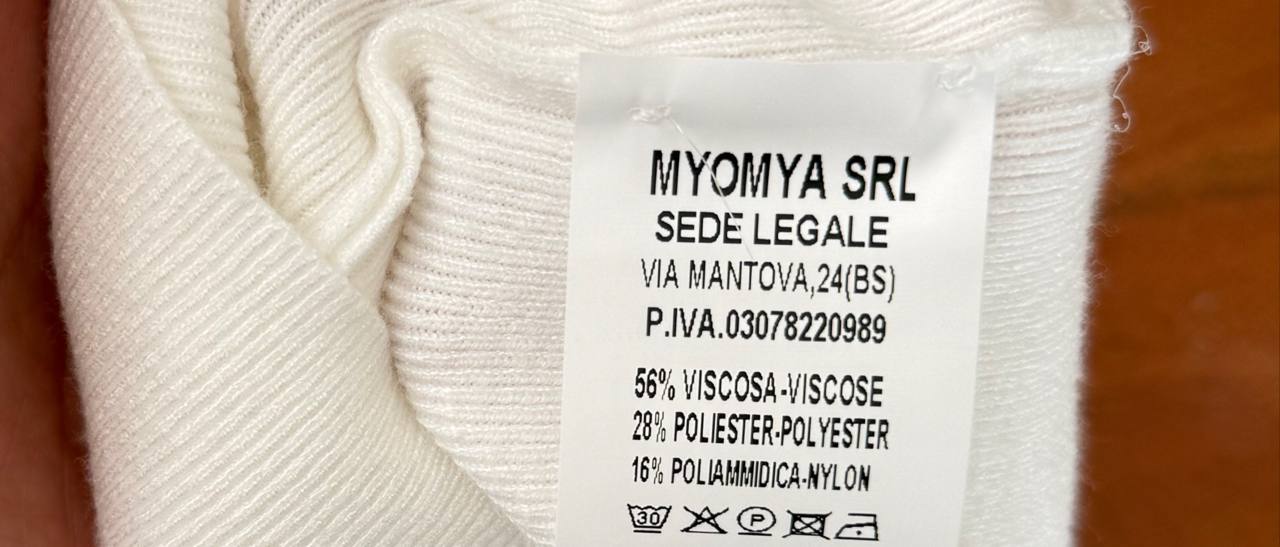 MYOMYA SRL
SEDE LEGALE
VIA MANTOVA,24(BS)
P.IVA.03078220989
56% VISCOSA-VISCOSE
28% POLIESTER-POLYESTER
16% POLIAMMIDICA-NYLON
30 P